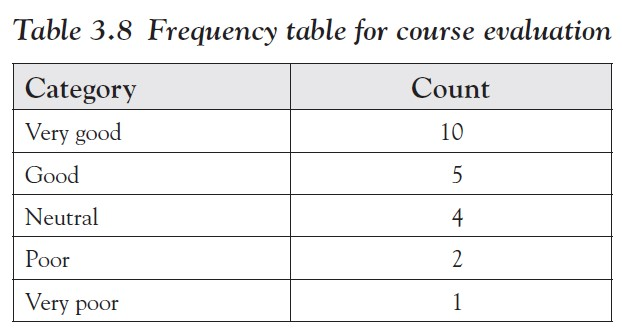 Table 3.8 Frequency table for course evaluation
Category Count
Very good 10
Good 5
Neutral 4
Poor 2
Very poor 1